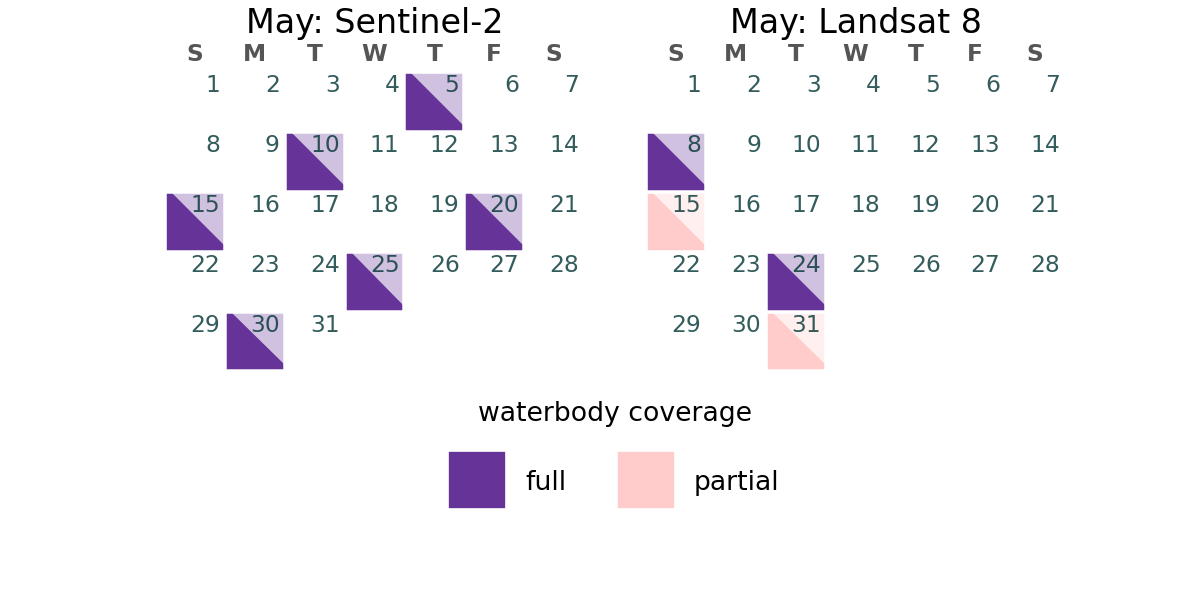 May: Sentinel-2
S M T W T F S
1 2 3 4 5 6 7
8 9 10 11 12 13 14
15 16 17 18 19 20 21
22 23 24 25 26 27 28
29 30 31
May: Landsat 8
S M T W T F S
1 2 3 4 5 6 7
8 9 10 11 12 13 14
15 16 17 18 19 20 21
22 23 24 25 26 27 28
29 30 31
waterbody coverage
full partial